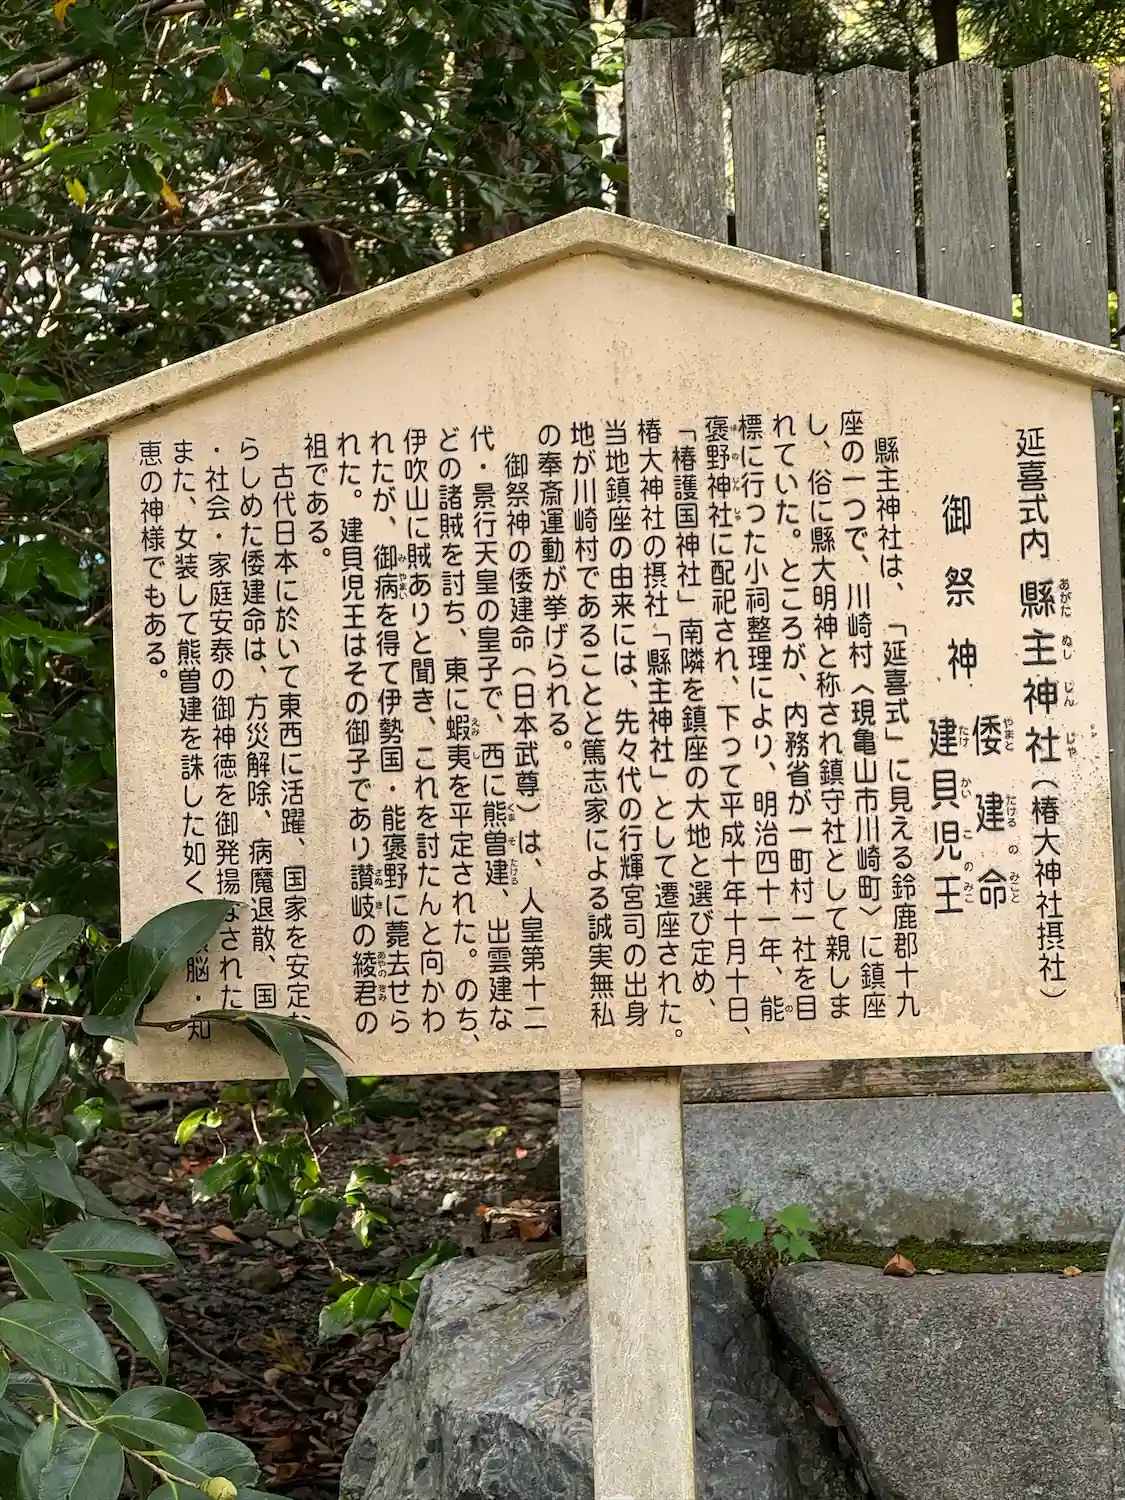 延喜式内 縣主神社(椿大神社摂社)
御祭神 倭建命
建貝児王
縣主神社は、「延喜式」に見える鈴鹿郡十九
座の一つで、川崎村〈現亀山市川崎町〉に鎮座
し、俗に縣大明神と称され鎮守社として親しま
れていた。ところが、内務省が一町村一社を目
標に行った小祠整理により、明治四十一年、能
褒野神社に配祀され、下って平成十年十月十日、
「椿護国神社」南隣を鎮座の大地と選び定め、
椿大神社の摂社「縣主神社」として遷座された。
当地鎮座の由来には、先々代の行輝宮司の出身
地が川崎村であることと篤志家による誠実無私
の奉斎運動が挙げられる。
御祭神の倭建命(日本武尊)は、人皇第十二
代・景行天皇の皇子で、西に熊曽建、出雲建な
どの諸賊を討ち、東に蝦夷を平定された。のち、
伊吹山に賊ありと聞き、これを討たんと向かわ
れたが、御病を得て伊勢国・能褒野に薨去せら
れた。建貝児王はその御子であり讃岐の綾君の
祖である。
古代日本に於いて東西に活躍、国家を安定な
らしめた倭建命は、方災解除、病魔退散、国
・社会・家庭安泰の御神徳を御発揚なされた
また、女装して熊曽建を誅した如く 脳・知
恵の神様でもある。